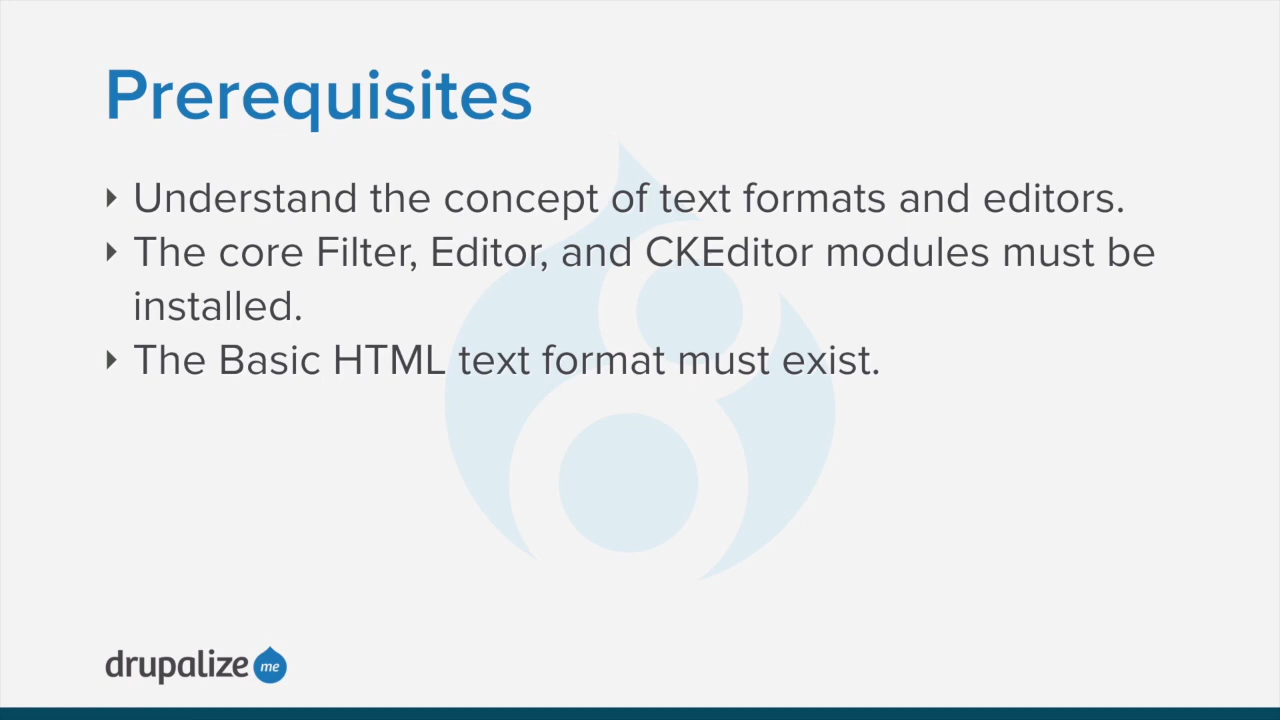 Prerequisites
Understand the concept of text formats and editors.
The core Filter, Editor, and CKEditor modules must be
installed.
The Basic HTML text format must exist.
drupalize me